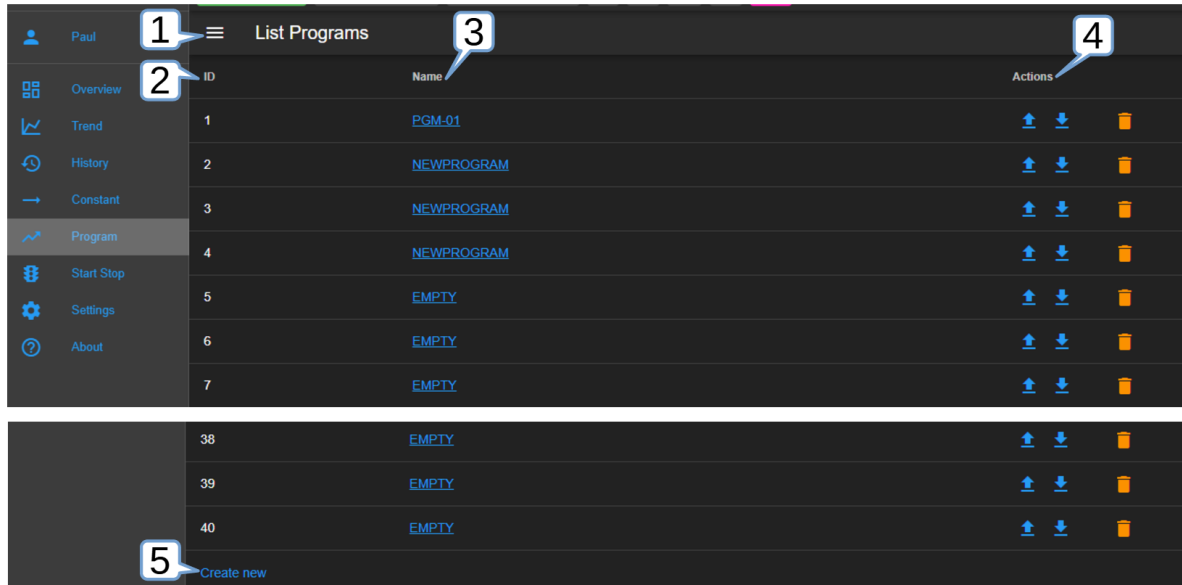 Paul
1
List Programs
3
4
2
ID Name Actions
Overview
1 PGM-01
Trend
2 NEWPROGRAM
History
3 NEWPROGRAM
Constant
4 NEWPROGRAM
Program
5 EMPTY
Start Stop
6 EMPTY
Settings
7 EMPTY
About
38 EMPTY
39 EMPTY
40 EMPTY
5
Create new